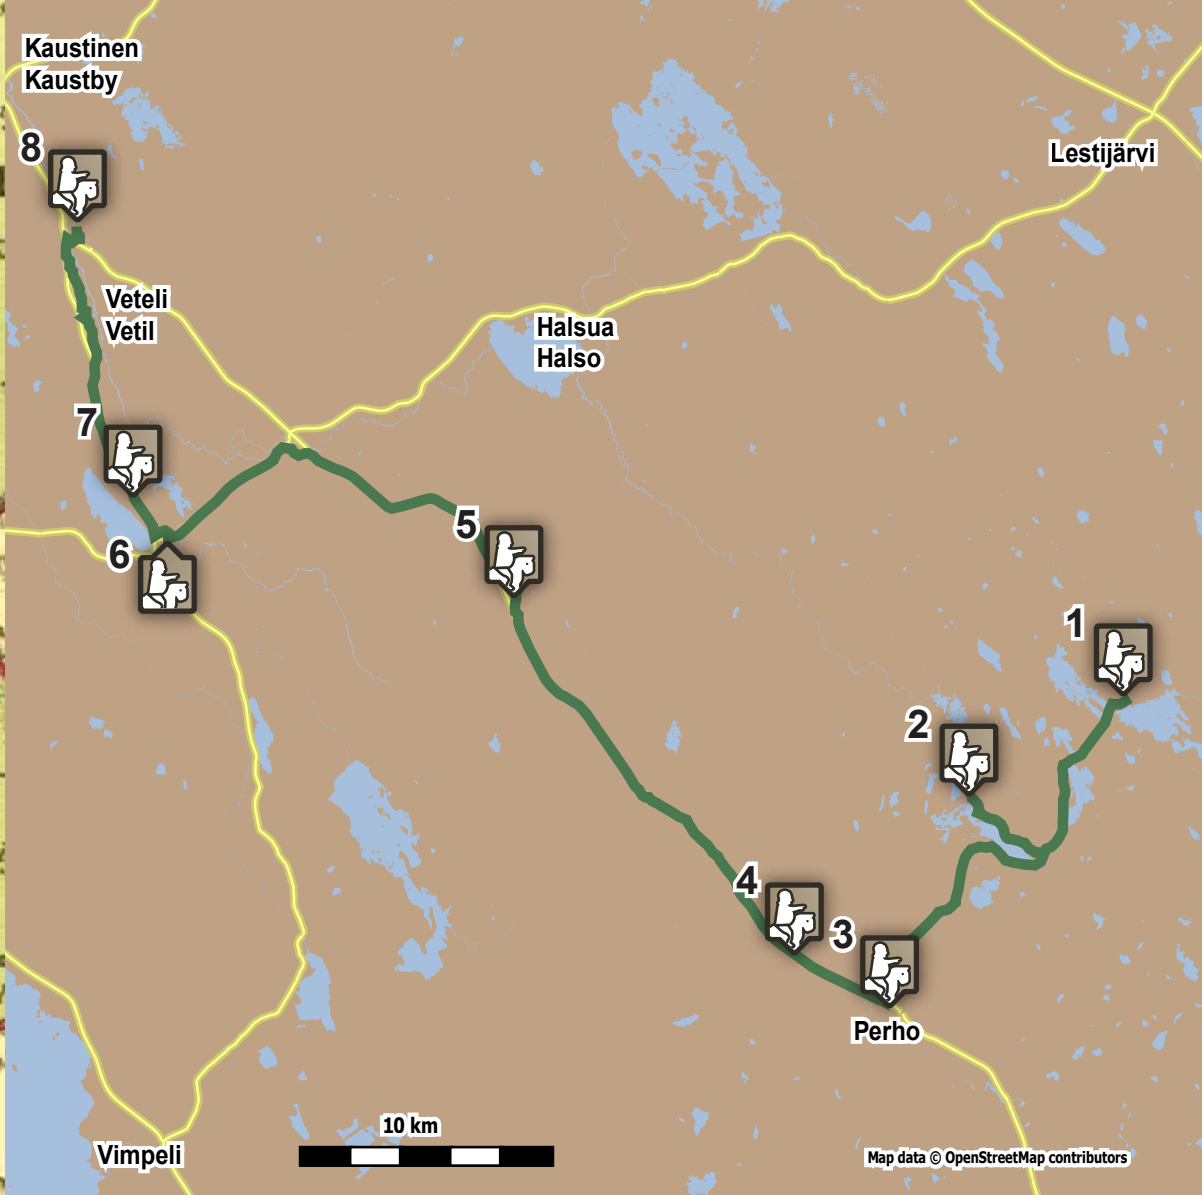 Kaustinen
Kaustby
8
Lestijärvi
Veteli
Vetil
Halsua
Halso
7
5
6
1
2
4
3
Perho
10 km
Vimpeli
Map data © OpenStreetMap contributors